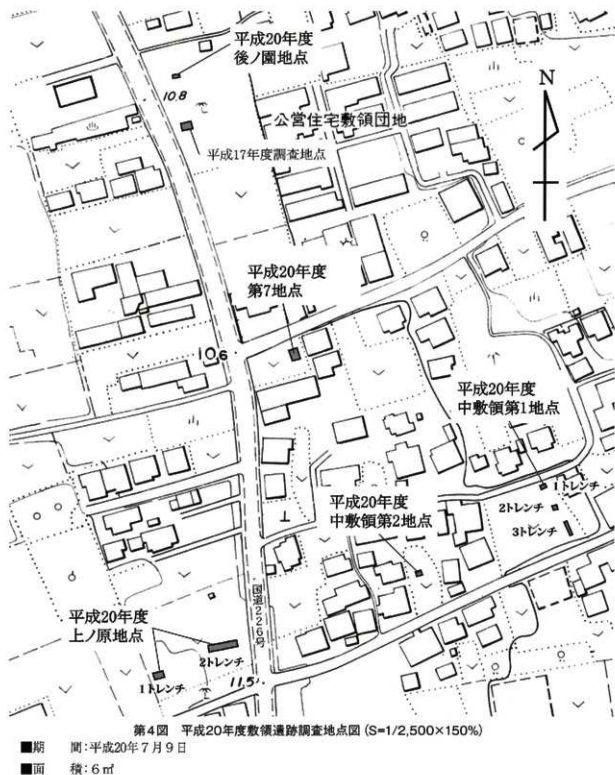 平成20年度
後ノ園地点
10.8
公営住宅敷領団地
N
平成17年度調査地点
平成20年度
第7地点
10.6
平成20年度
中敷領第1地点
1トレンチ
2トレンチ
3トレンチ
平成20年度
中敷領第2地点
国道226号
平成20年度
上ノ原地点
2トレンチ
1トレンチ
11.5
第4図 平成20年度敷領遺跡調査地点図 (S=1/2,500×150%)
■期 間:平成20年7月9日
■面 積:6㎡